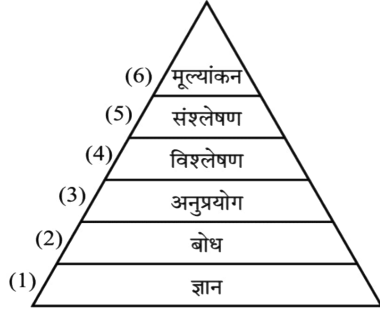 (6) मूल्यांकन
(5) संश्लेषण
(4) विश्लेषण
(3) अनुप्रयोग
(2) बोध
(1) ज्ञान